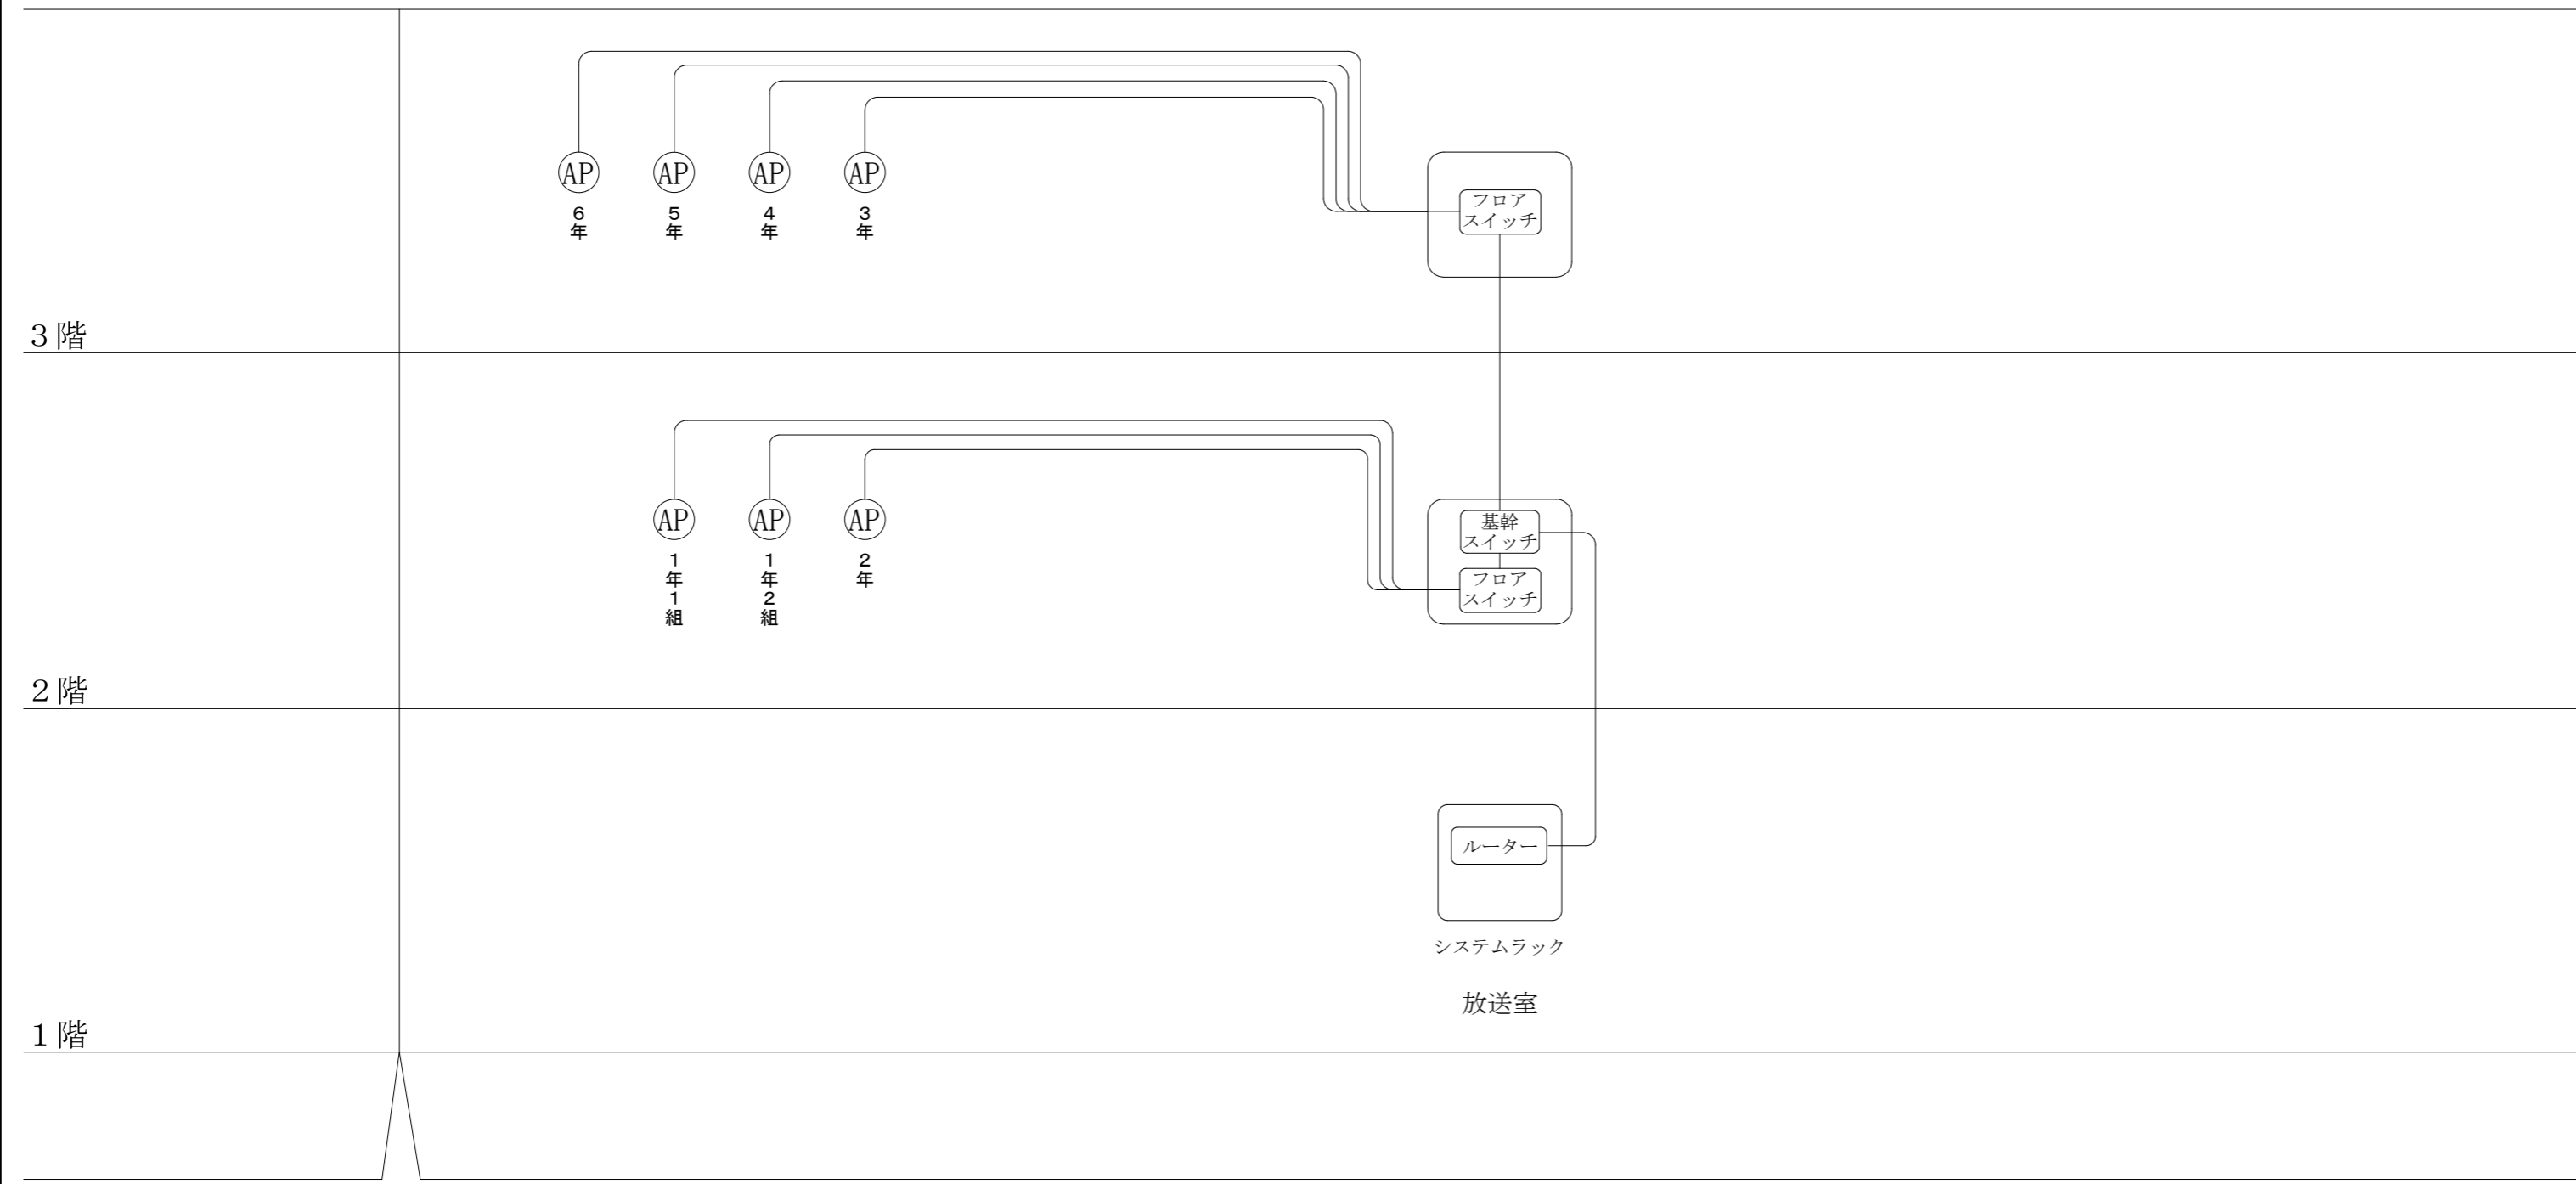 AP
AP
AP
AP
6年
5年
4年
3年
フロア
スイッチ
3階
AP
AP
AP
1年1組
1年2組
2年
基幹
スイッチ
フロア
スイッチ
2階
ルーター
システムラック
放送室
1階